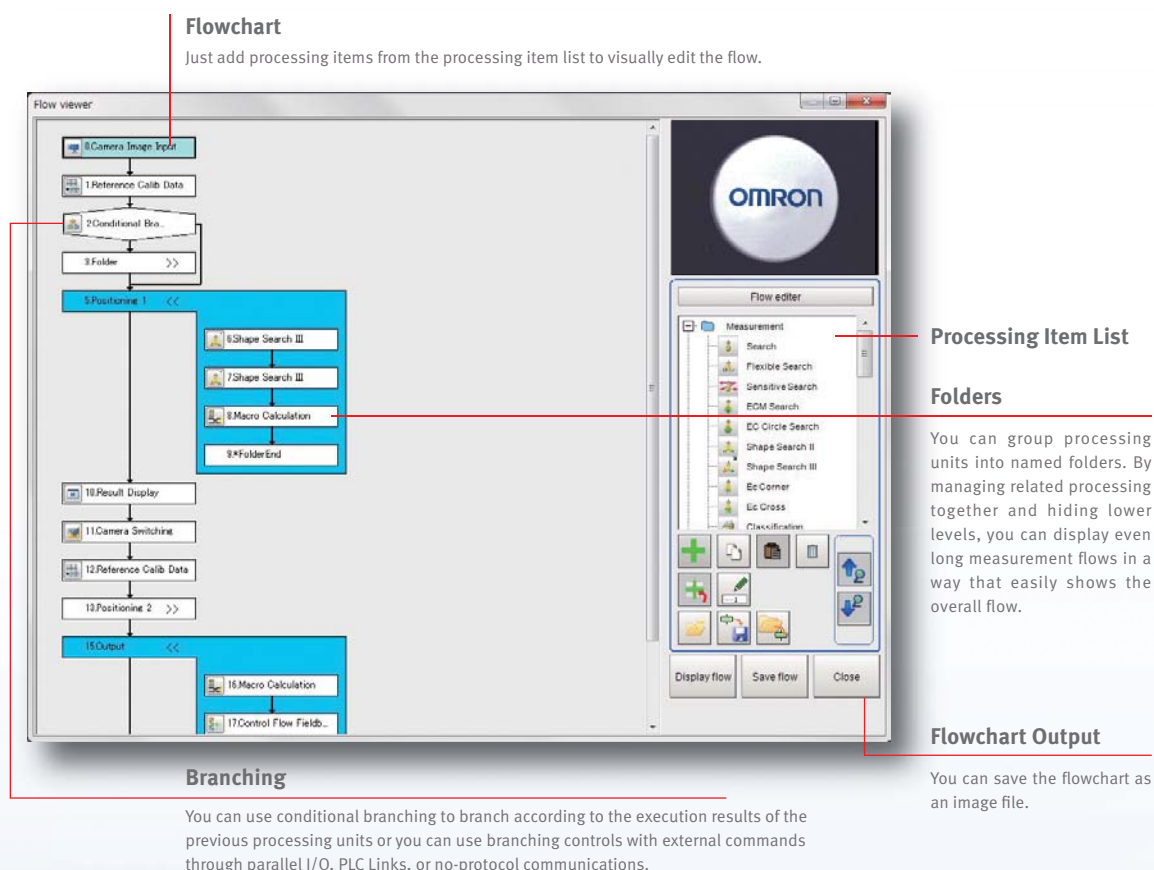 Flowchart
Just add processing items from the processing item list to visually edit the flow.
Flow viewer
0.Camera Image Input
1.Reference Calib Data
2.Conditional Bra..
3.Folder >>
5.Positioning 1 <<
6.Shape Search III
7.Shape Search III
8.Macro Calculation
9.*FolderEnd
10.Result Display
11.Camera Switching
12.Reference Calib Data
13.Positioning 2 >>
15.Output <<
16.Macro Calculation
17.Control Flow Fieldb..
OMRON
Flow editer
Measurement
Search
Flexible Search
Sensitive Search
ECM Search
EC Circle Search
Shape Search II
Shape Search III
Ec Corner
Ec Cross
Classification
Display flow
Save flow
Close
Processing Item List
Folders
You can group processing
units into named folders. By
managing related processing
together and hiding lower
levels, you can display even
long measurement flows in a
way that easily shows the
overall flow.
Flowchart Output
You can save the flowchart as
an image file.
Branching
You can use conditional branching to branch according to the execution results of the
previous processing units or you can use branching controls with external commands
through parallel I/O, PLC Links, or no-protocol communications.